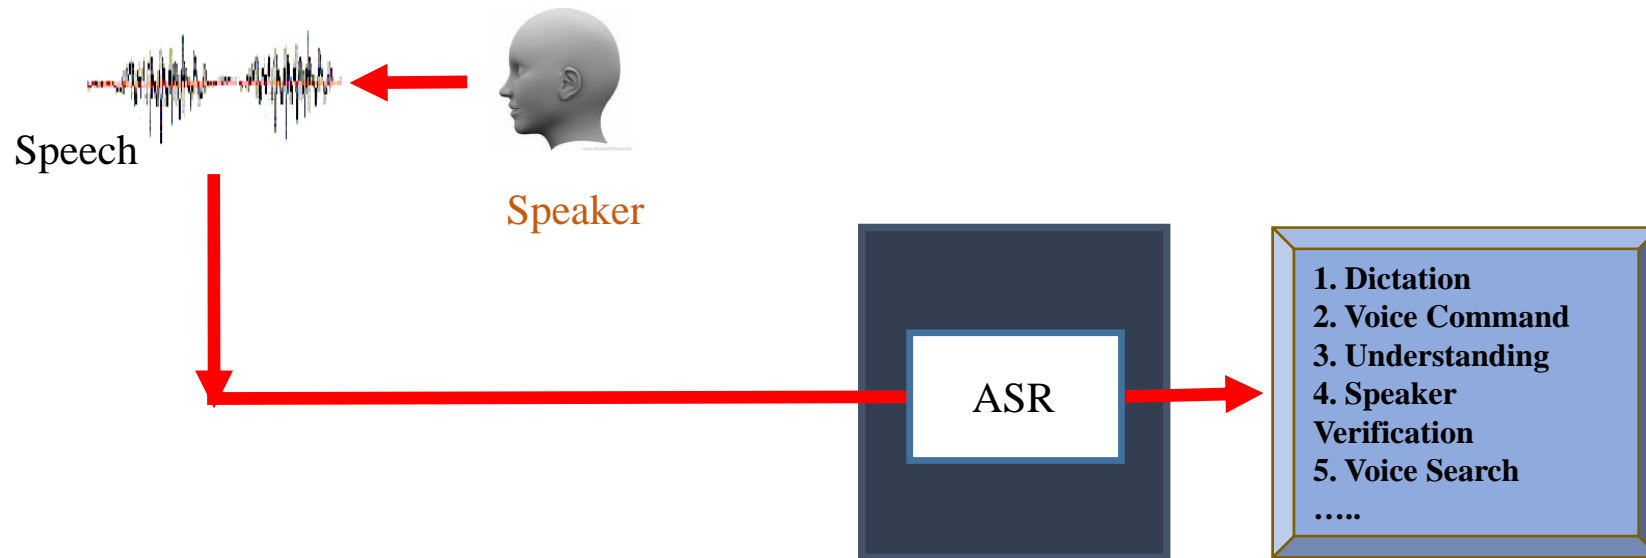 Speech
Speaker
ASR
1. Dictation
2. Voice Command
3. Understanding
4. Speaker
Verification
5. Voice Search
…..